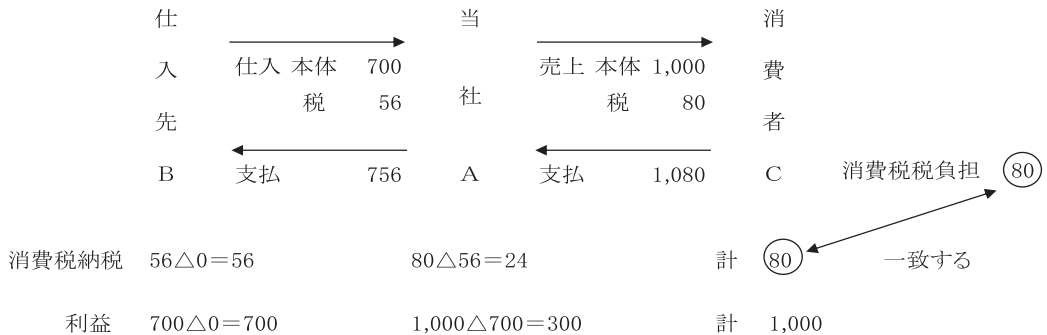 仕入先B
当社A
消費者C
仕入 本体 700
税 56
支払 756
売上 本体 1,000
税 80
支払 1,080
消費税税負担 80
消費税納税 56△0＝56 80△56＝24 計 80 一致する
利益 700△0＝700 1,000△700＝300 計 1,000